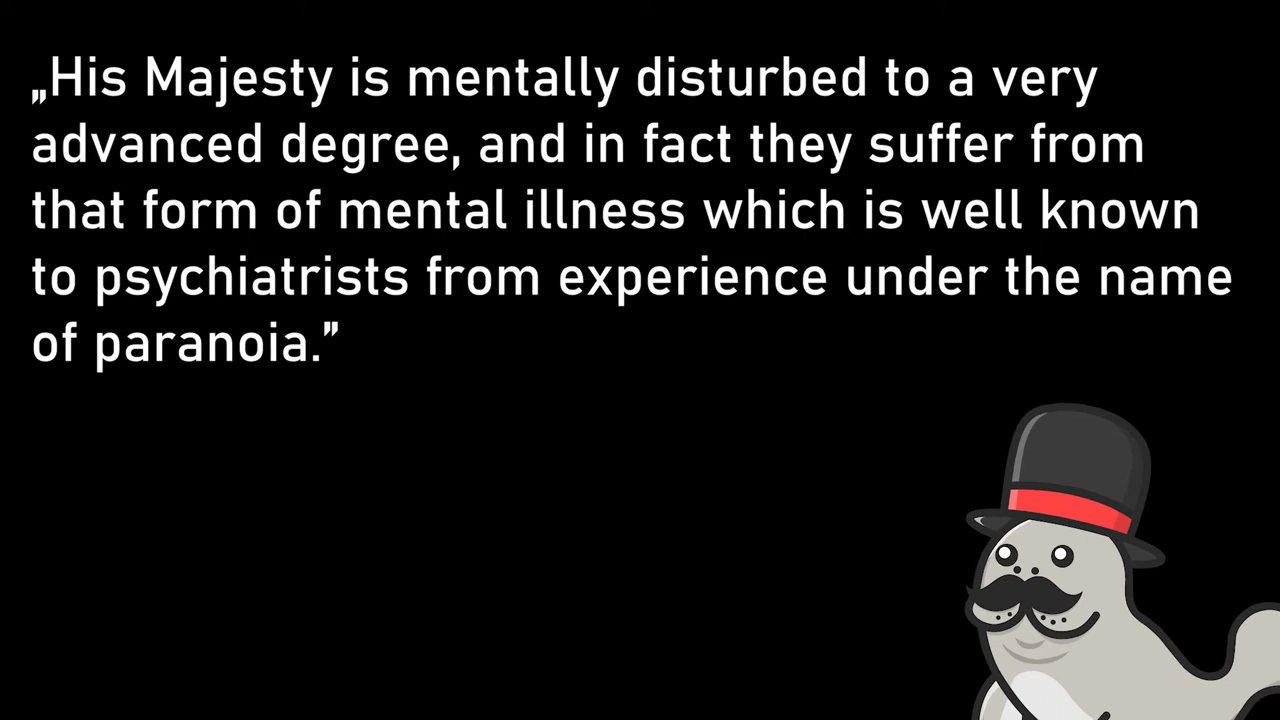 „His Majesty is mentally disturbed to a very
advanced degree, and in fact they suffer from
that form of mental illness which is well known
to psychiatrists from experience under the name
of paranoia.”